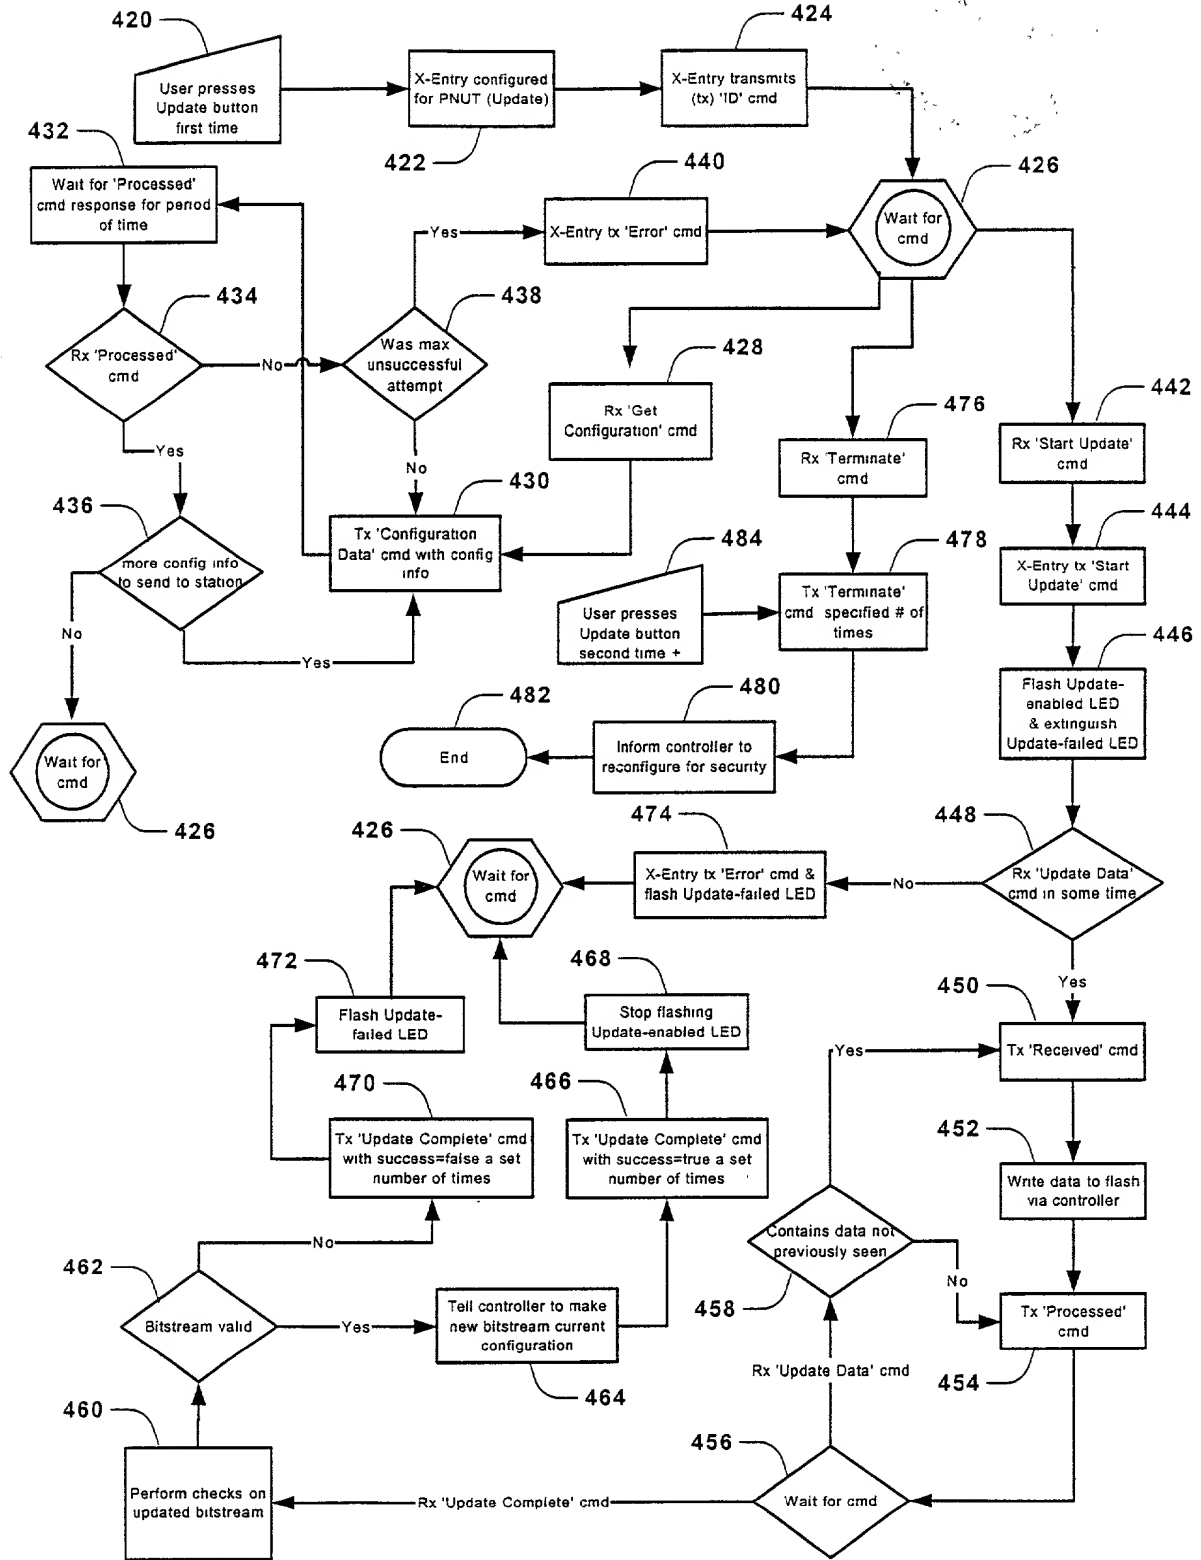 420
424
User presses
Update button
first time
X-Entry configured
for PNUT (Update)
X-Entry transmits
(tx) 'ID' cmd
432
422
440
426
Wait for 'Processed'
cmd response for period
of time
Yes
X-Entry tx 'Error' cmd
Wait for
cmd
434
438
428
Rx 'Processed'
cmd
No
Was max
unsuccessful
attempt
442
476
Rx 'Get
Configuration' cmd
Rx 'Start Update'
cmd
Yes
No
Rx 'Terminate'
cmd
436
430
444
Tx 'Configuration
Data' cmd with config
info
484
478
more config info
to send to station
X-Entry tx 'Start
Update' cmd
User presses
Update button
second time +
Tx 'Terminate'
cmd specified # of
times
446
No
Yes
Flash Update-
enabled LED
& extinguish
Update-failed LED
482
480
End
Inform controller to
reconfigure for security
Wait for
cmd
426
426
474
448
Wait for
cmd
X-Entry tx 'Error' cmd &
flash Update-failed LED
No
Rx 'Update Data'
cmd in some time
472
468
Yes
450
Flash Update-
failed LED
Stop flashing
Update-enabled LED
Yes
Tx 'Received' cmd
470
466
452
Tx 'Update Complete' cmd
with success=false a set
number of times
Tx 'Update Complete' cmd
with success=true a set
number of times
Write data to flash
via controller
No
Contains data not
previously seen
462
458
No
Bitstream valid
Yes
Tell controller to make
new bitstream current
configuration
Tx 'Processed'
cmd
Rx 'Update Data' cmd
464
454
460
456
Perform checks on
updated bitstream
Rx 'Update Complete' cmd
Wait for cmd